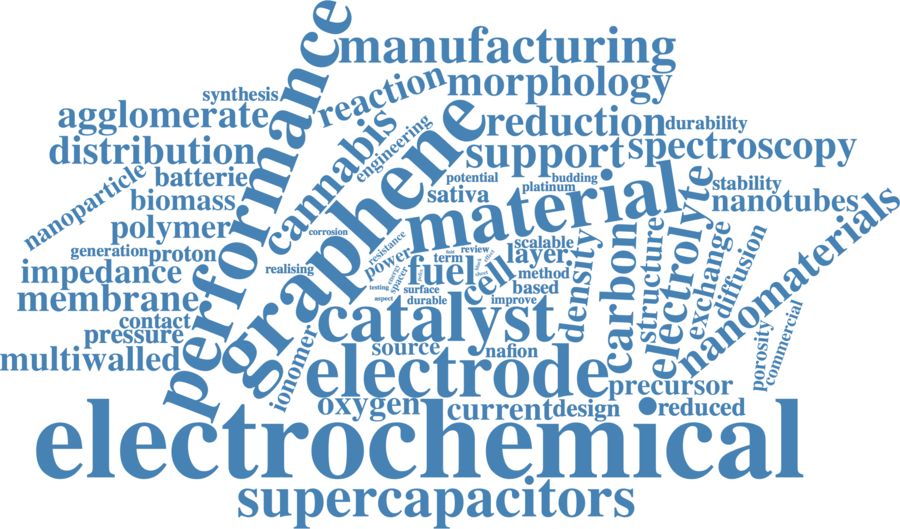 performance
manufacturing
synthesis
reaction
morphology
agglomerate
graphene
reduction
durability
distribution
cannabis
engineering
support
spectroscopy
nanoparticle
batterie
potential
budding
platinum
stability
biomass
sativa
material
electrolyte
nanotubes
polymer
corrosion
generation
proton
resistance
review
term
scalable
layer
impedance
realising
power
fuel
cell
method
density
carbon
structure
exchange
diffusion
nanomaterials
membrane
testing
spacer
energy
surface
based
aspect
durable
improve
contact
catalyst
pressure
multiwalled
ionomer
source
nafion
porosity
commercial
electrode
precursor
oxygen
current
design
reduced
electrochemical
supercapacitors